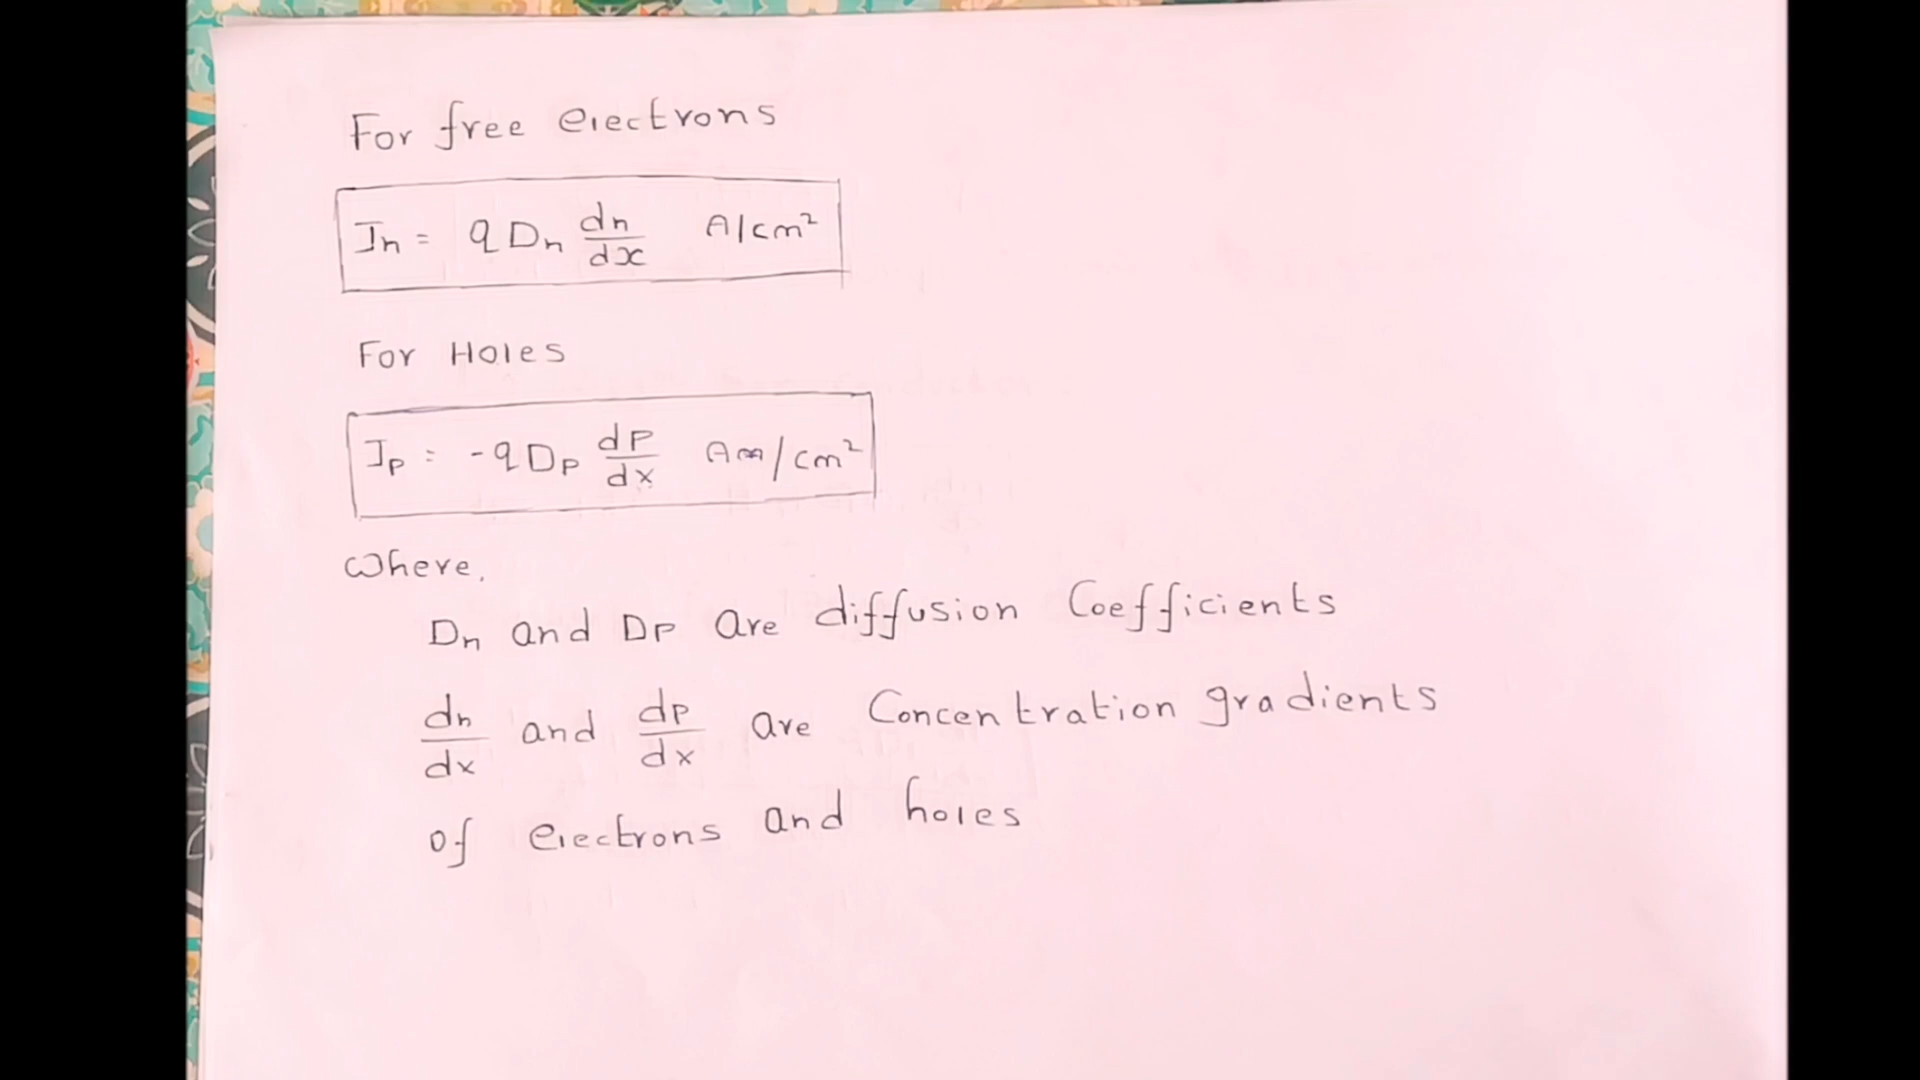 For free electrons
Jn = qDn dn/dx A/cm²
For Holes
Jp = -qDp dp/dx A/cm²
where,
Dn and Dp are diffusion Coefficients
dn/dx and dp/dx are Concentration gradients
of electrons and holes